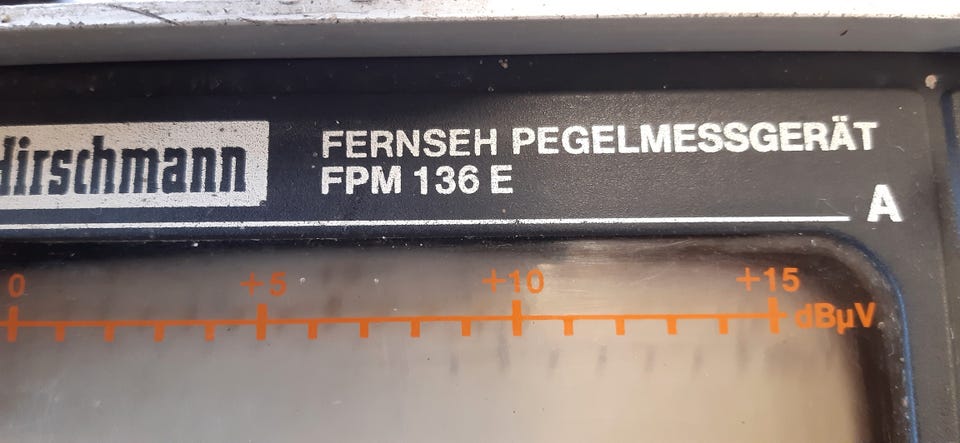 Hirschmann
FERNSEH PEGELMESSGERÄT
FPM 136 E
A
0 +5 +10 +15
dBµV